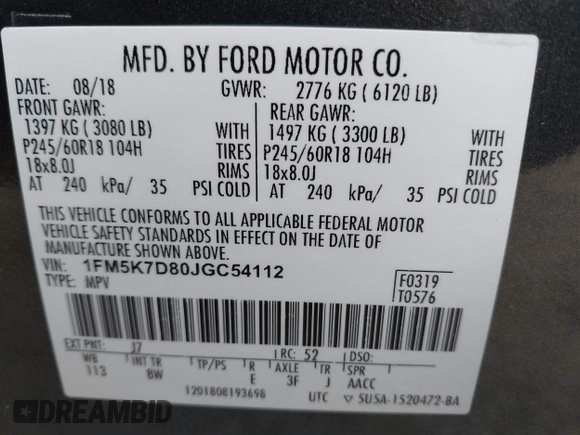 MFD. BY FORD MOTOR CO.
DATE: 08/18 GVWR: 2776 KG ( 6120 LB)
FRONT GAWR: REAR GAWR:
1397 KG ( 3080 LB) WITH 1497 KG ( 3300 LB) WITH
P245/60R18 104H TIRES P245/60R18 104H TIRES
18x8.0J RIMS 18x8.0J RIMS
AT 240 kPa/ 35 PSI COLD AT 240 kPa/ 35 PSI COLD
THIS VEHICLE CONFORMS TO ALL APPLICABLE FEDERAL MOTOR
VEHICLE SAFETY STANDARDS IN EFFECT ON THE DATE OF
MANUFACTURE SHOWN ABOVE.
VIN: 1FM5K7D80JGC54112
TYPE: MPV
F0319
T0576
EXT PNT: J7 RC: 52 DSO:
WB INT TR TP/PS R AXLE TR SPR
113 8W E 3F J AACC
1201808193698 UTC ▽ 5USA-1520472-BA
DREAMBID